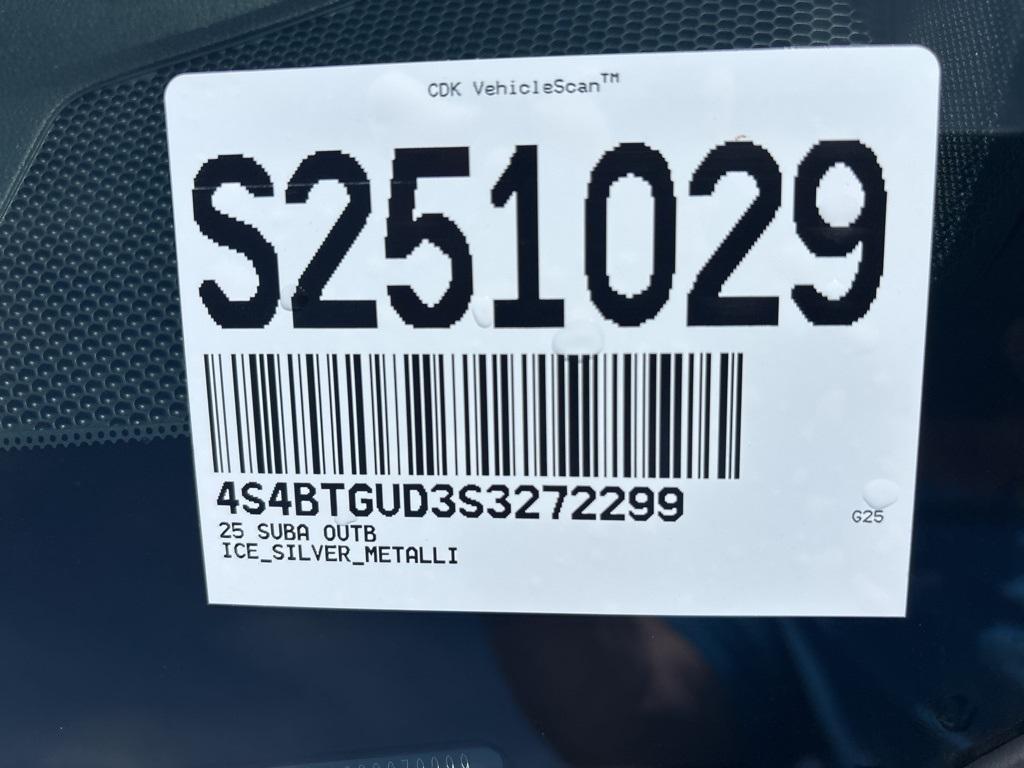 CDK VehicleScan™
S251029
4S4BTGUD3S3272299
G25
25 SUBA OUTB
ICE_SILVER_METALLI